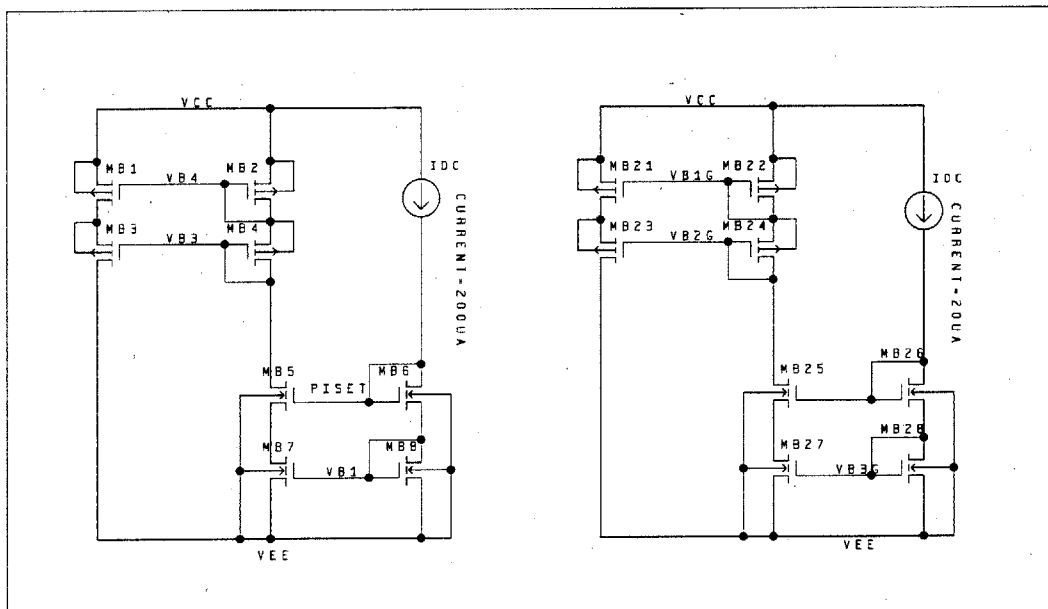 VCC
MB1
VB4
MB2
IDC
MB3
VB3
MB4
CURRENT=200UA
MB5
PISET
MB6
MB7
VB1
MB8
VEE
VCC
MB21
VB1G
MB22
IDC
MB23
VB2G
MB24
CURRENT=20UA
MB25
MB26
MB27
VB3G
MB28
VEE